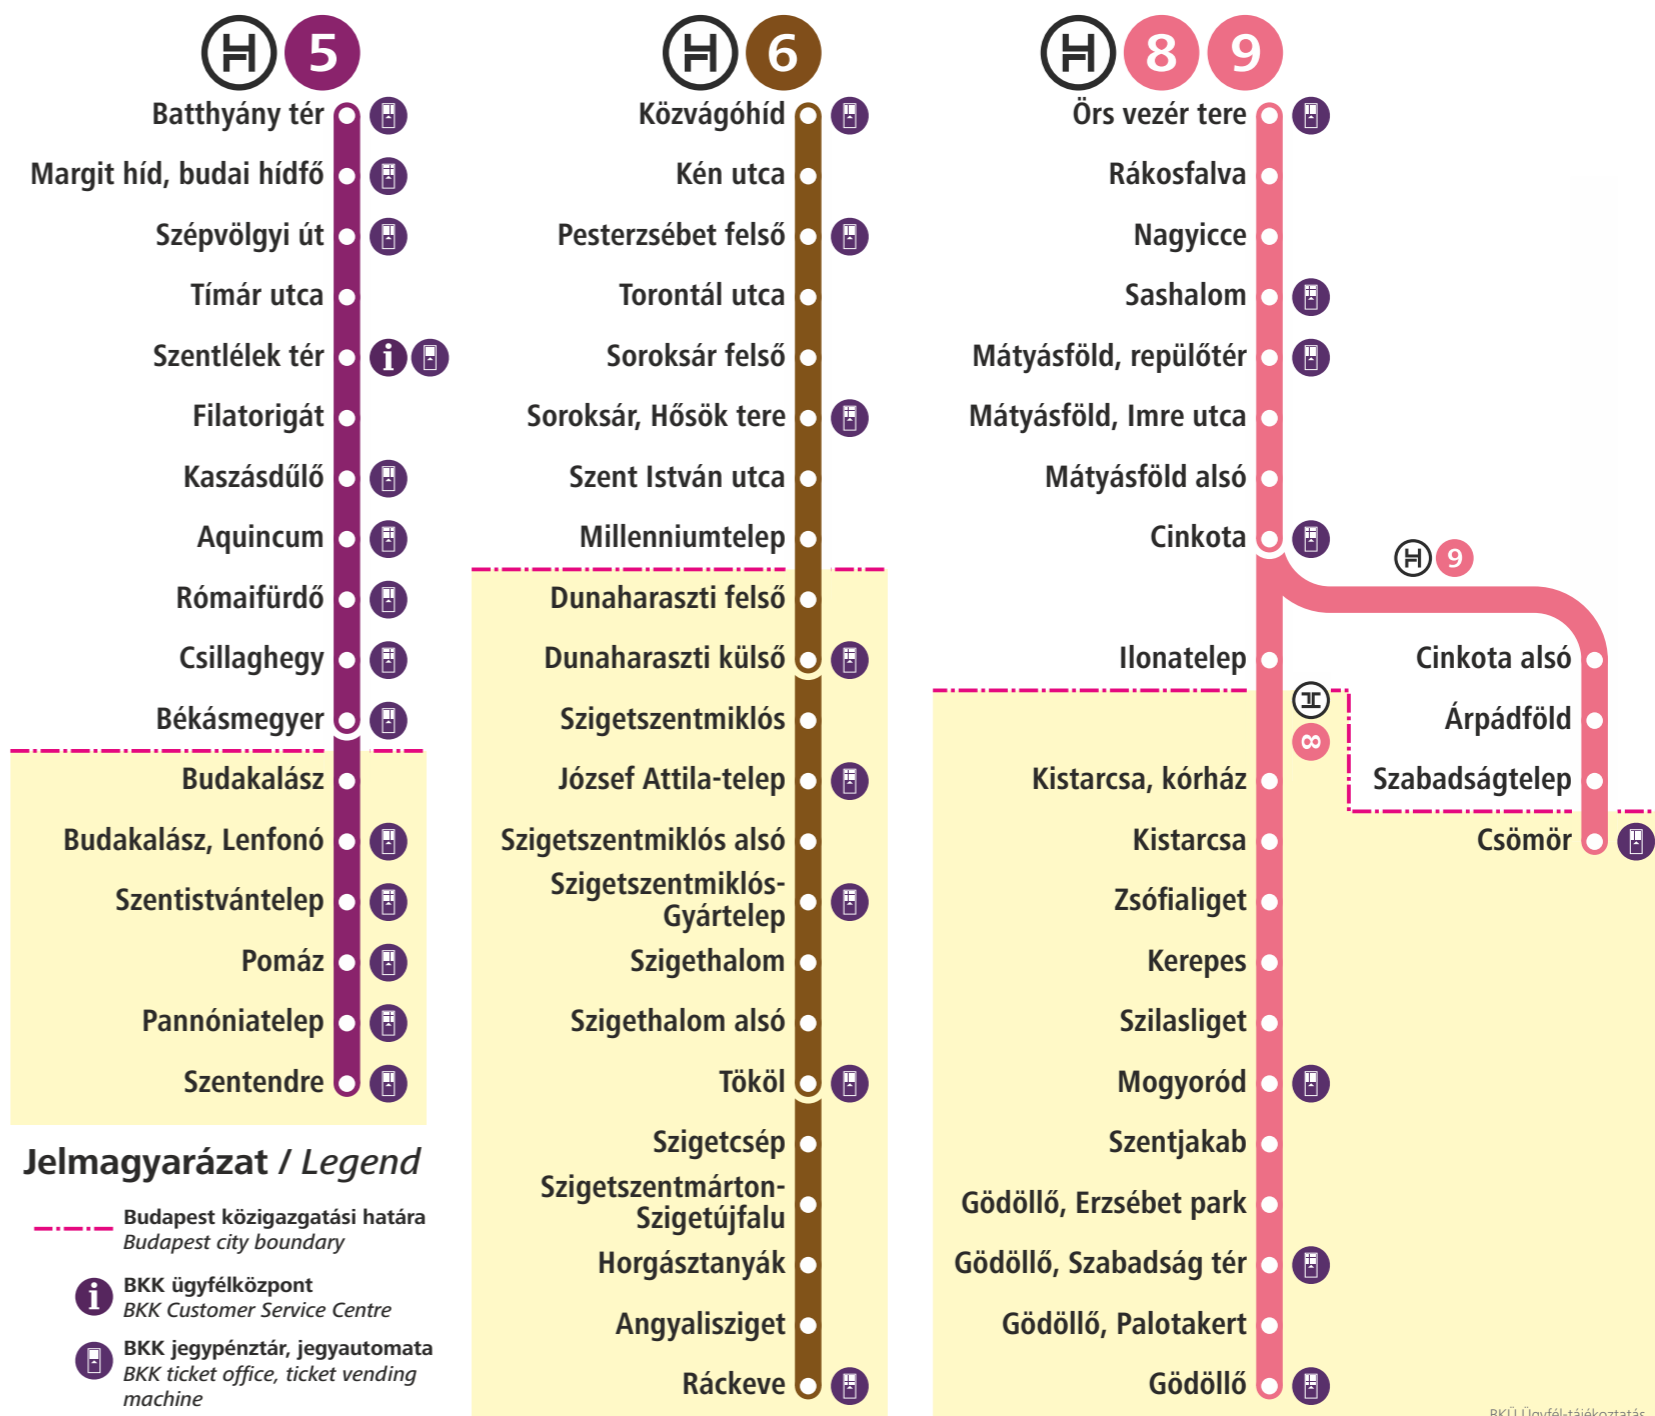 5
Batthyány tér
Margit híd, budai hídfő
Szépvölgyi út
Tímár utca
Szentlélek tér
i
Filatorigát
Kaszásdűlő
Aquincum
Rómaifürdő
Csillaghegy
Békásmegyer
Budakalász
Budakalász, Lenfonó
Szentistvántelep
Pomáz
Pannóniatelep
Szentendre
Jelmagyarázat / Legend
Budapest közigazgatási határa
Budapest city boundary
i
BKK ügyfélközpont
BKK Customer Service Centre
BKK jegypénztár, jegyautomata
BKK ticket office, ticket vending
machine
6
Közvágóhíd
Kén utca
Pesterzsébet felső
Torontál utca
Soroksár felső
Soroksár, Hősök tere
Szent István utca
Millenniumtelep
Dunaharaszti felső
Dunaharaszti külső
Szigetszentmiklós
József Attila-telep
Szigetszentmiklós alsó
Szigetszentmiklós-
Gyártelep
Szigethalom
Szigethalom alsó
Tököl
Szigetcsép
Szigetszentmárton-
Szigetújfalu
Horgásztanyák
Angyalisziget
Ráckeve
8 9
Örs vezér tere
Rákosfalva
Nagyicce
Sashalom
Mátyásföld, repülőtér
Mátyásföld, Imre utca
Mátyásföld alsó
Cinkota
9
Ilonatelep
8
Kistarcsa, kórház
Kistarcsa
Zsófialiget
Kerepes
Szilasliget
Mogyoród
Szentjakab
Gödöllő, Erzsébet park
Gödöllő, Szabadság tér
Gödöllő, Palotakert
Gödöllő
Cinkota alsó
Árpádföld
Szabadságtelep
Csömör
BKÜ Ügyfél-tájékoztatás